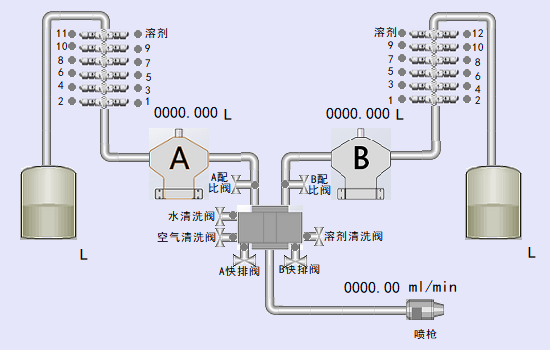 11 溶剂
10 9
8 7
6 5
4 3
2 1
溶剂 12
9 10
7 8
5 6
3 4
1 2
0000.000 L
0000.000 L
A
B
A配
比阀
B配
比阀
水清洗阀
空气清洗阀
溶剂清洗阀
A快排阀
B快排阀
L
L
0000.00 ml/min
喷枪